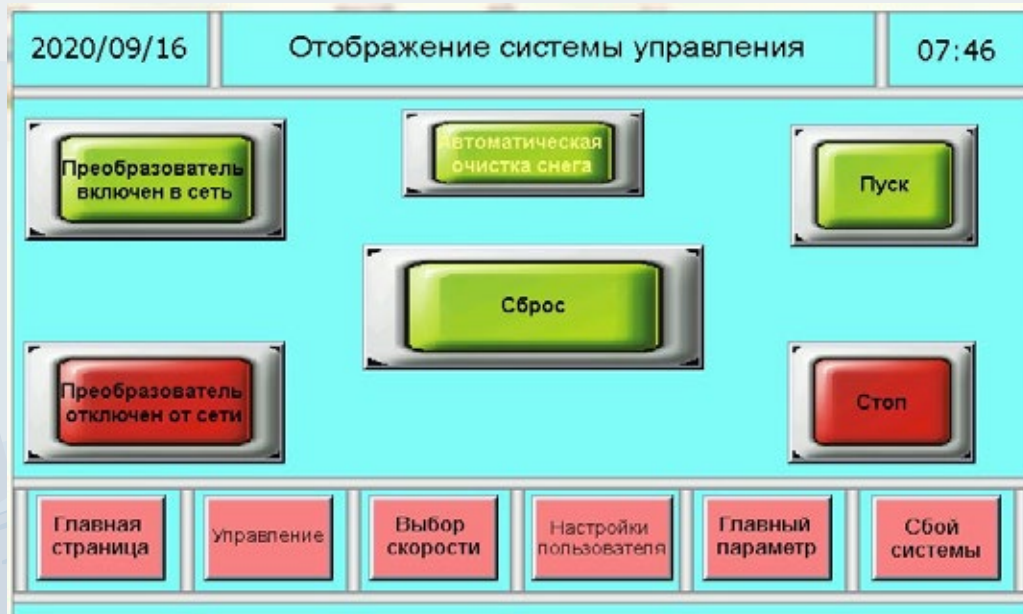 2020/09/16
Отображение системы управления
07:46
Преобразователь
включен в сеть
Автоматическая
очистка снега
Пуск
Сброс
Преобразователь
отключен от сети
Стоп
Главная
страница
Управление
Выбор
скорости
Настройки
пользователя
Главный
параметр
Сбой
системы